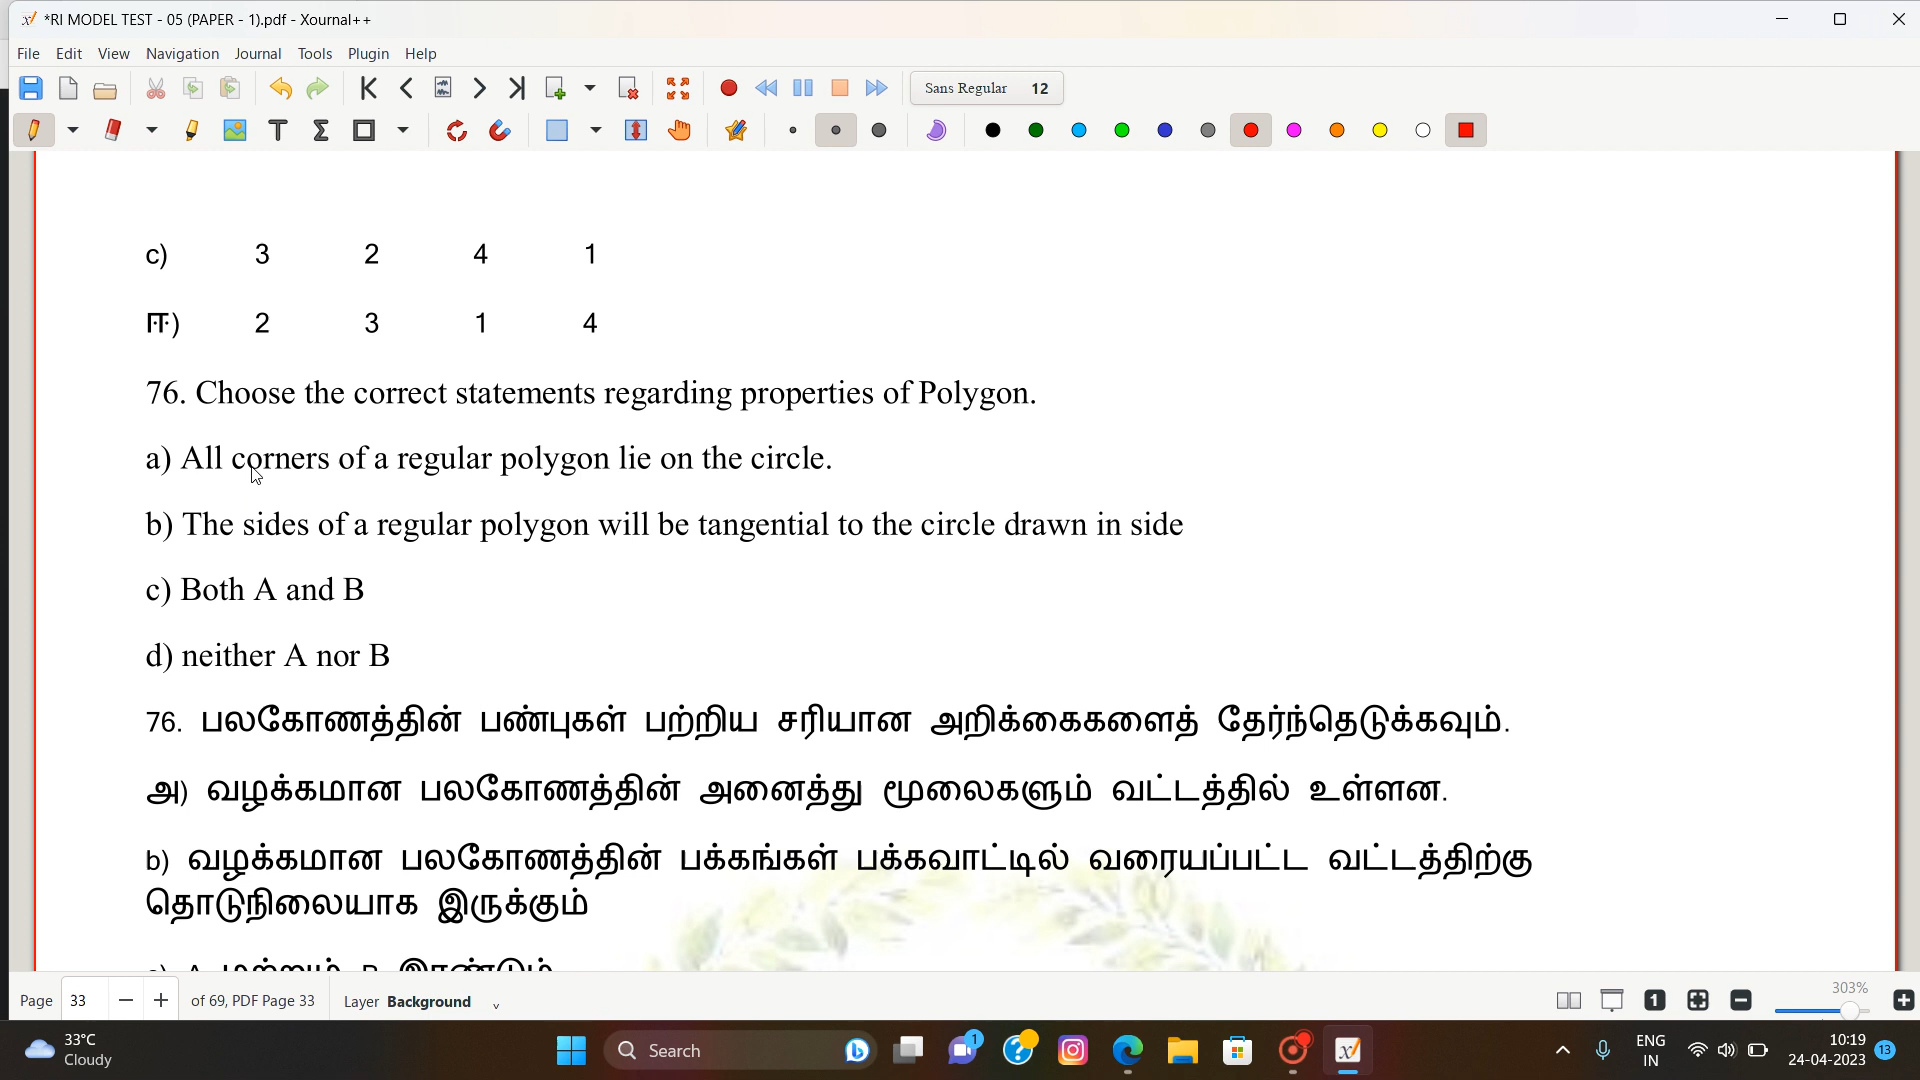 *RI MODEL TEST - 05 (PAPER - 1).pdf - Xournal++
File Edit View Navigation Journal Tools Plugin Help
Sans Regular 12
c) 3 2 4 1
ஈ) 2 3 1 4
76. Choose the correct statements regarding properties of Polygon.
a) All corners of a regular polygon lie on the circle.
b) The sides of a regular polygon will be tangential to the circle drawn in side
c) Both A and B
d) neither A nor B
76. பலகோணத்தின் பண்புகள் பற்றிய சரியான அறிக்கைகளைத் தேர்ந்தெடுக்கவும்.
அ) வழக்கமான பலகோணத்தின் அனைத்து மூலைகளும் வட்டத்தில் உள்ளன.
b) வழக்கமான பலகோணத்தின் பக்கங்கள் பக்கவாட்டில் வரையப்பட்ட வட்டத்திற்கு
தொடுநிலையாக இருக்கும்
c) A மற்றும் B இரண்டும்
Page 33 of 69, PDF Page 33 Layer Background 303%
33°C
Cloudy
Search
1
ENG
IN
10:19
24-04-2023
13